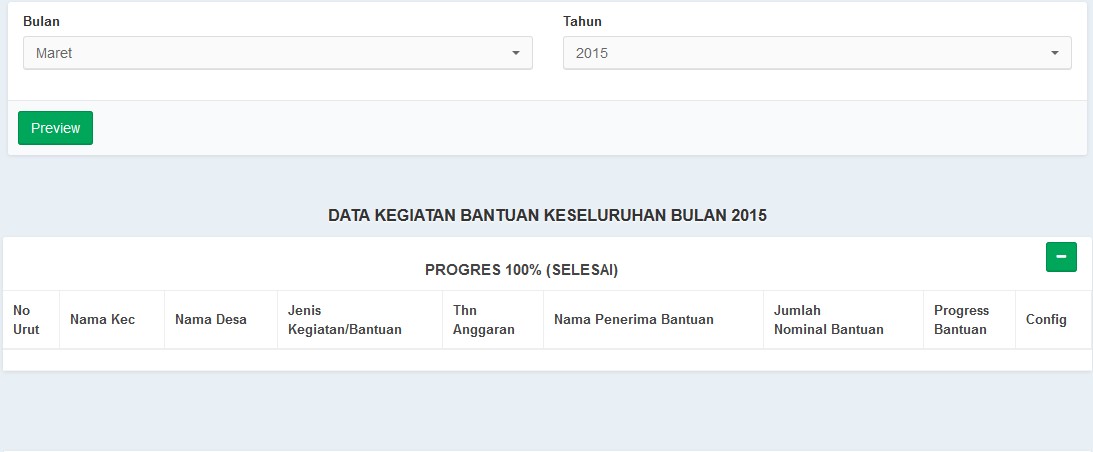 Bulan Tahun
Maret 2015
Preview
DATA KEGIATAN BANTUAN KESELURUHAN BULAN 2015
PROGRES 100% (SELESAI)
No Urut
Nama Kec
Nama Desa
Jenis
Kegiatan/Bantuan
Thn
Anggaran
Nama Penerima Bantuan
Jumlah
Nominal Bantuan
Progress
Bantuan
Config